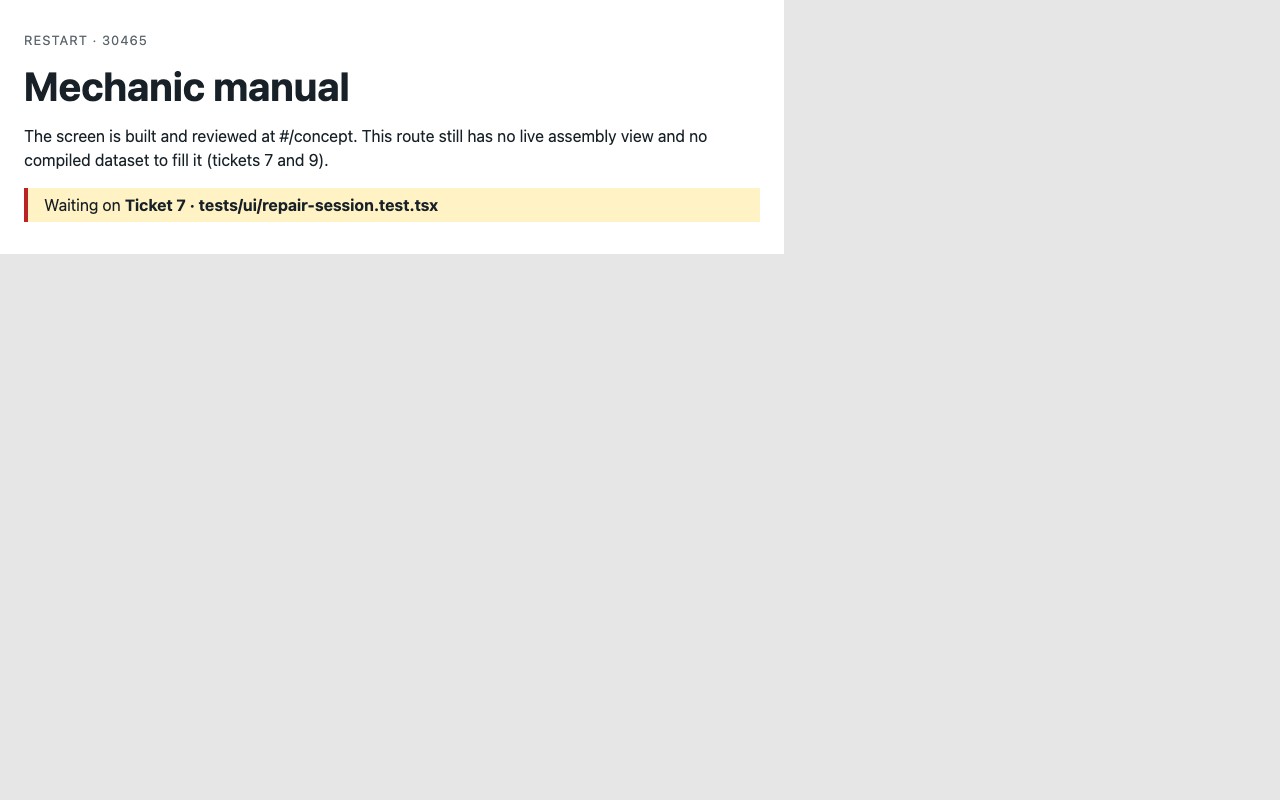 RESTART · 30465
Mechanic manual
The screen is built and reviewed at #/concept. This route still has no live assembly view and no
compiled dataset to fill it (tickets 7 and 9).
Waiting on Ticket 7 · tests/ui/repair-session.test.tsx